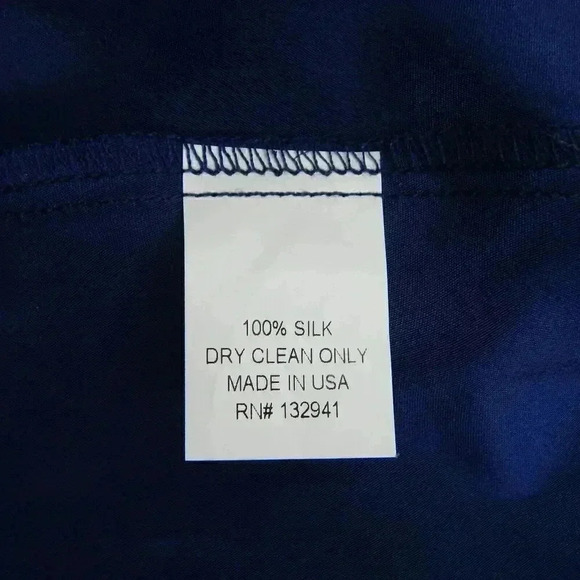 100% SILK
DRY CLEAN ONLY
MADE IN USA
RN# 132941